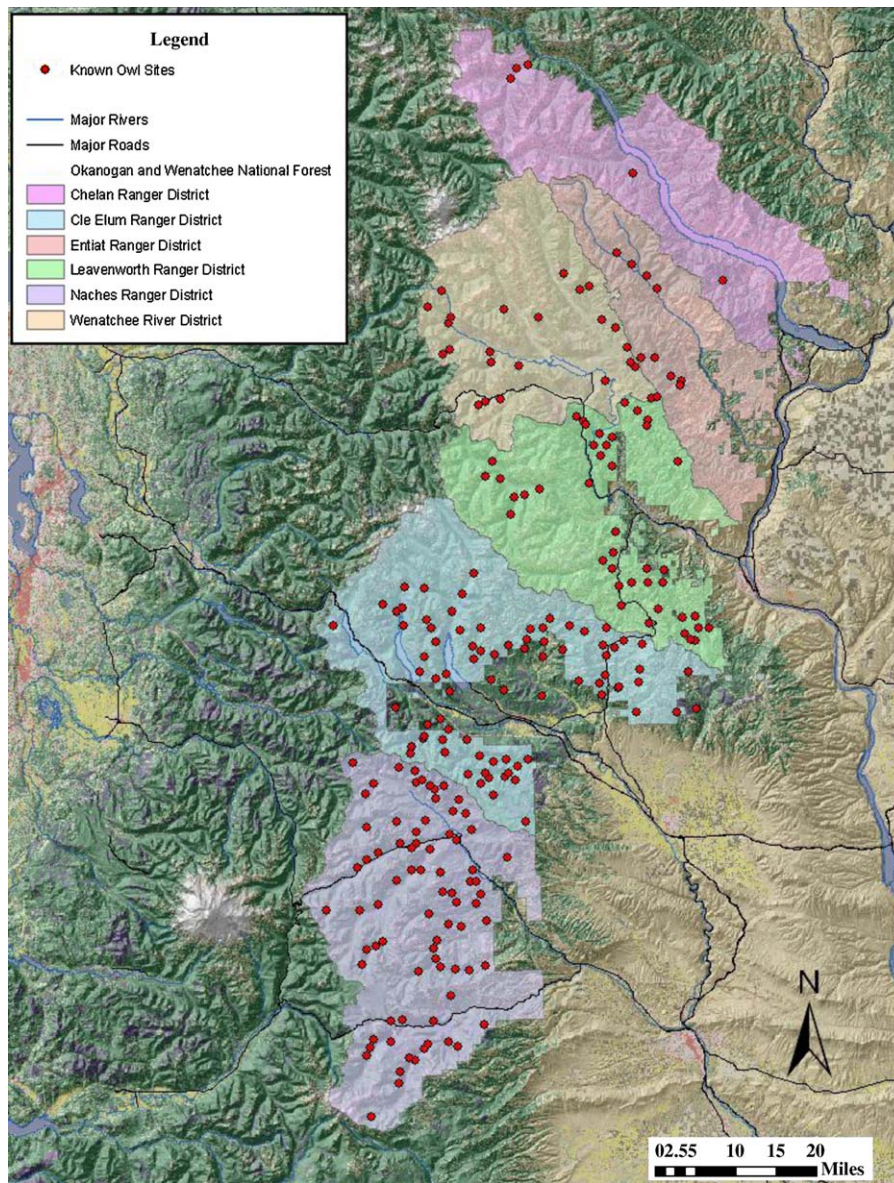 Legend
Known Owl Sites
Major Rivers
Major Roads
Okanogan and Wenatchee National Forest
Chelan Ranger District
Cle Elum Ranger District
Entiat Ranger District
Leavenworth Ranger District
Naches Ranger District
Wenatchee River District
N
02.55 10 15 20
Miles